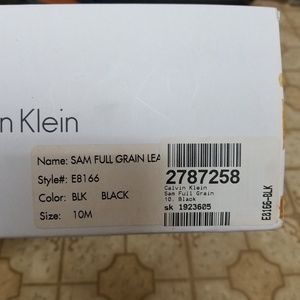 n Klein
Name: SAM FULL GRAIN LEA
Style#: E8166
Color: BLK BLACK
Size: 10M
2787258
Calvin Klein
Sam Full Grain
10, Black
sk 1923605
E8166-BLK